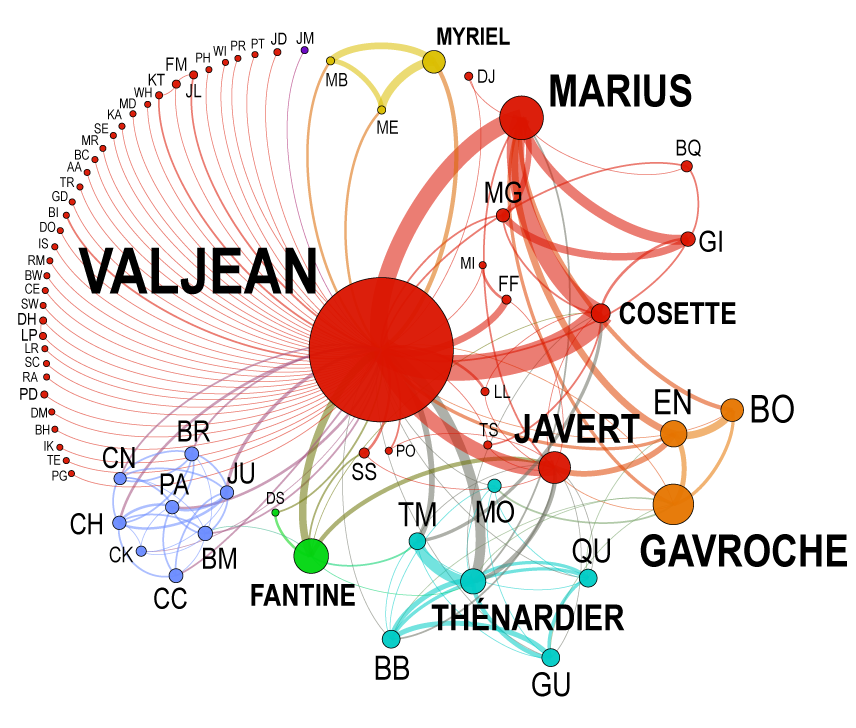 JM
JD
PT
PR
WI
PH
FM
JL
KT
WH
MD
KA
SE
MR
BC
AA
TR
GD
BI
DO
IS
RM
BW
CE
SW
DH
LP
LR
SC
RA
PD
DM
BH
IK
TE
PG
MYRIEL
MB
ME
DJ
MARIUS
BQ
MG
GI
VALJEAN
MI
FF
COSETTE
LL
EN
BO
TS
JAVERT
PO
SS
BR
CN
PA
JU
CH
CK
BM
CC
DS
FANTINE
TM
MO
GAVROCHE
QU
THÉNARDIER
BB
GU